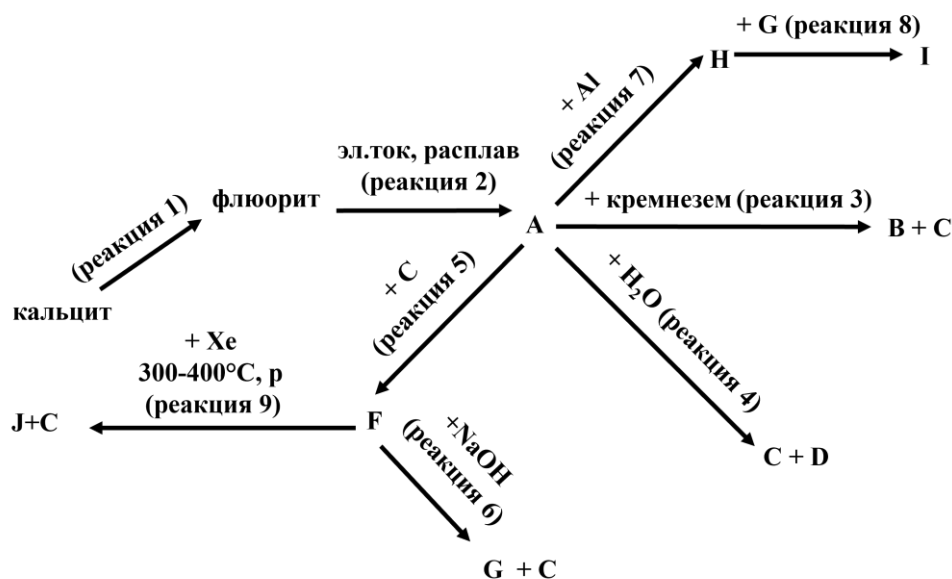 + G (реакция 8)
H
I
+ Al
(реакция 7)
эл.ток, расплав
(реакция 2)
флюорит
+ кремнезем (реакция 3)
A
B + C
(реакция 1)
+ C
(реакция 5)
+ H₂O (реакция 4)
кальцит
+ Xe
300-400°C, p
(реакция 9)
J+C
F
+NaOH
(реакция 6)
C + D
G + C